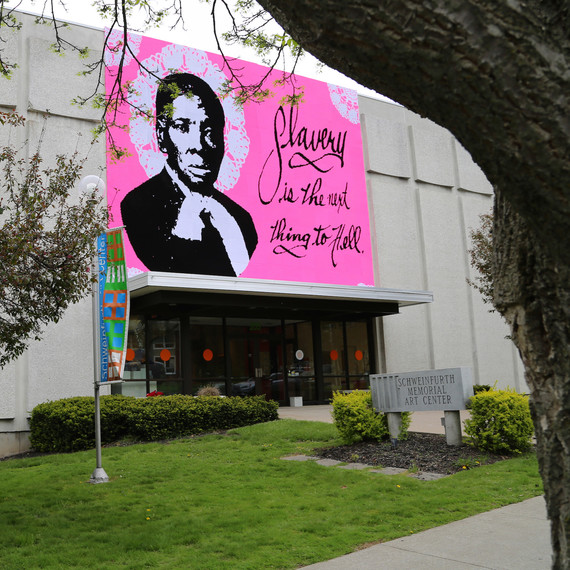 Slavery
is the next
thing to Hell.
SCHWEINFURTH
MEMORIAL
ART CENTER